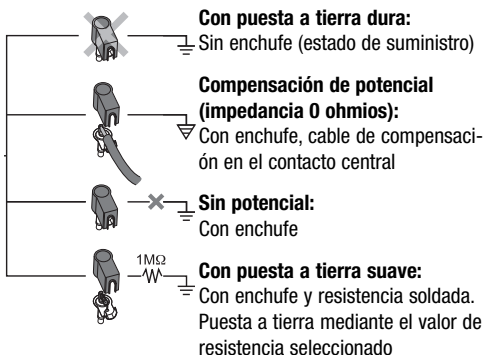 Con puesta a tierra dura:
Sin enchufe (estado de suministro)
Compensación de potencial
(impedancia 0 ohmios):
Con enchufe, cable de compensaci-
ón en el contacto central
Sin potencial:
Con enchufe
1MΩ
Con puesta a tierra suave:
Con enchufe y resistencia soldada.
Puesta a tierra mediante el valor de
resistencia seleccionado